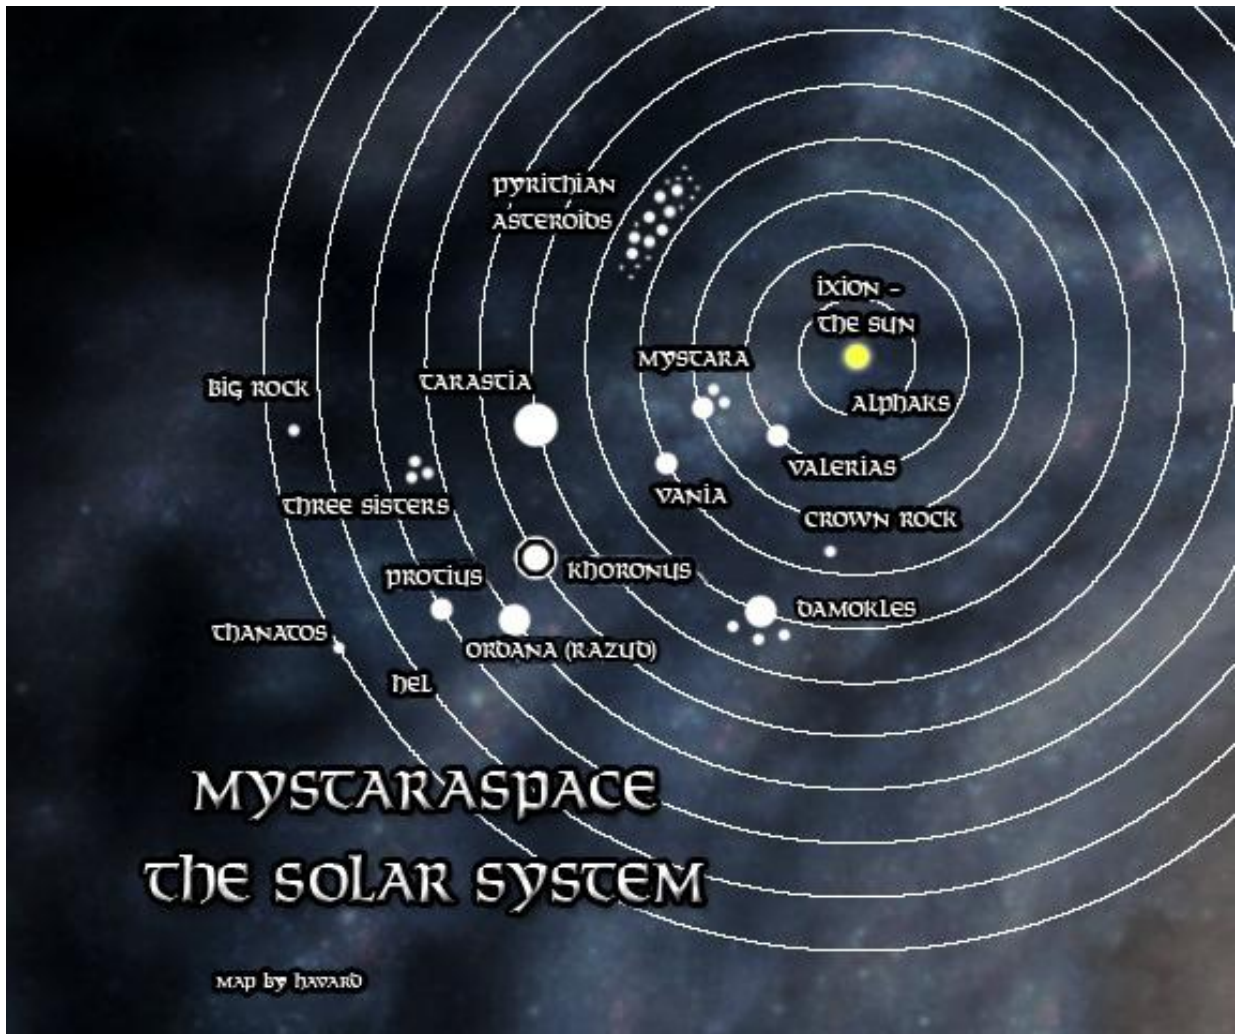 PYRITHIAN
ASTEROIDS
IXION -
THE SUN
MYSTARA
BIG ROCK
TARASTIA
ALPHAKS
VALERIAS
VANIA
THREE SISTERS
CROWN ROCK
PROTIUS
KHORONUS
DAMOKLES
THANATOS
ORDANA (RAZUD)
HEL
MYSTARASPACE
THE SOLAR SYSTEM
MAP BY HAVARD